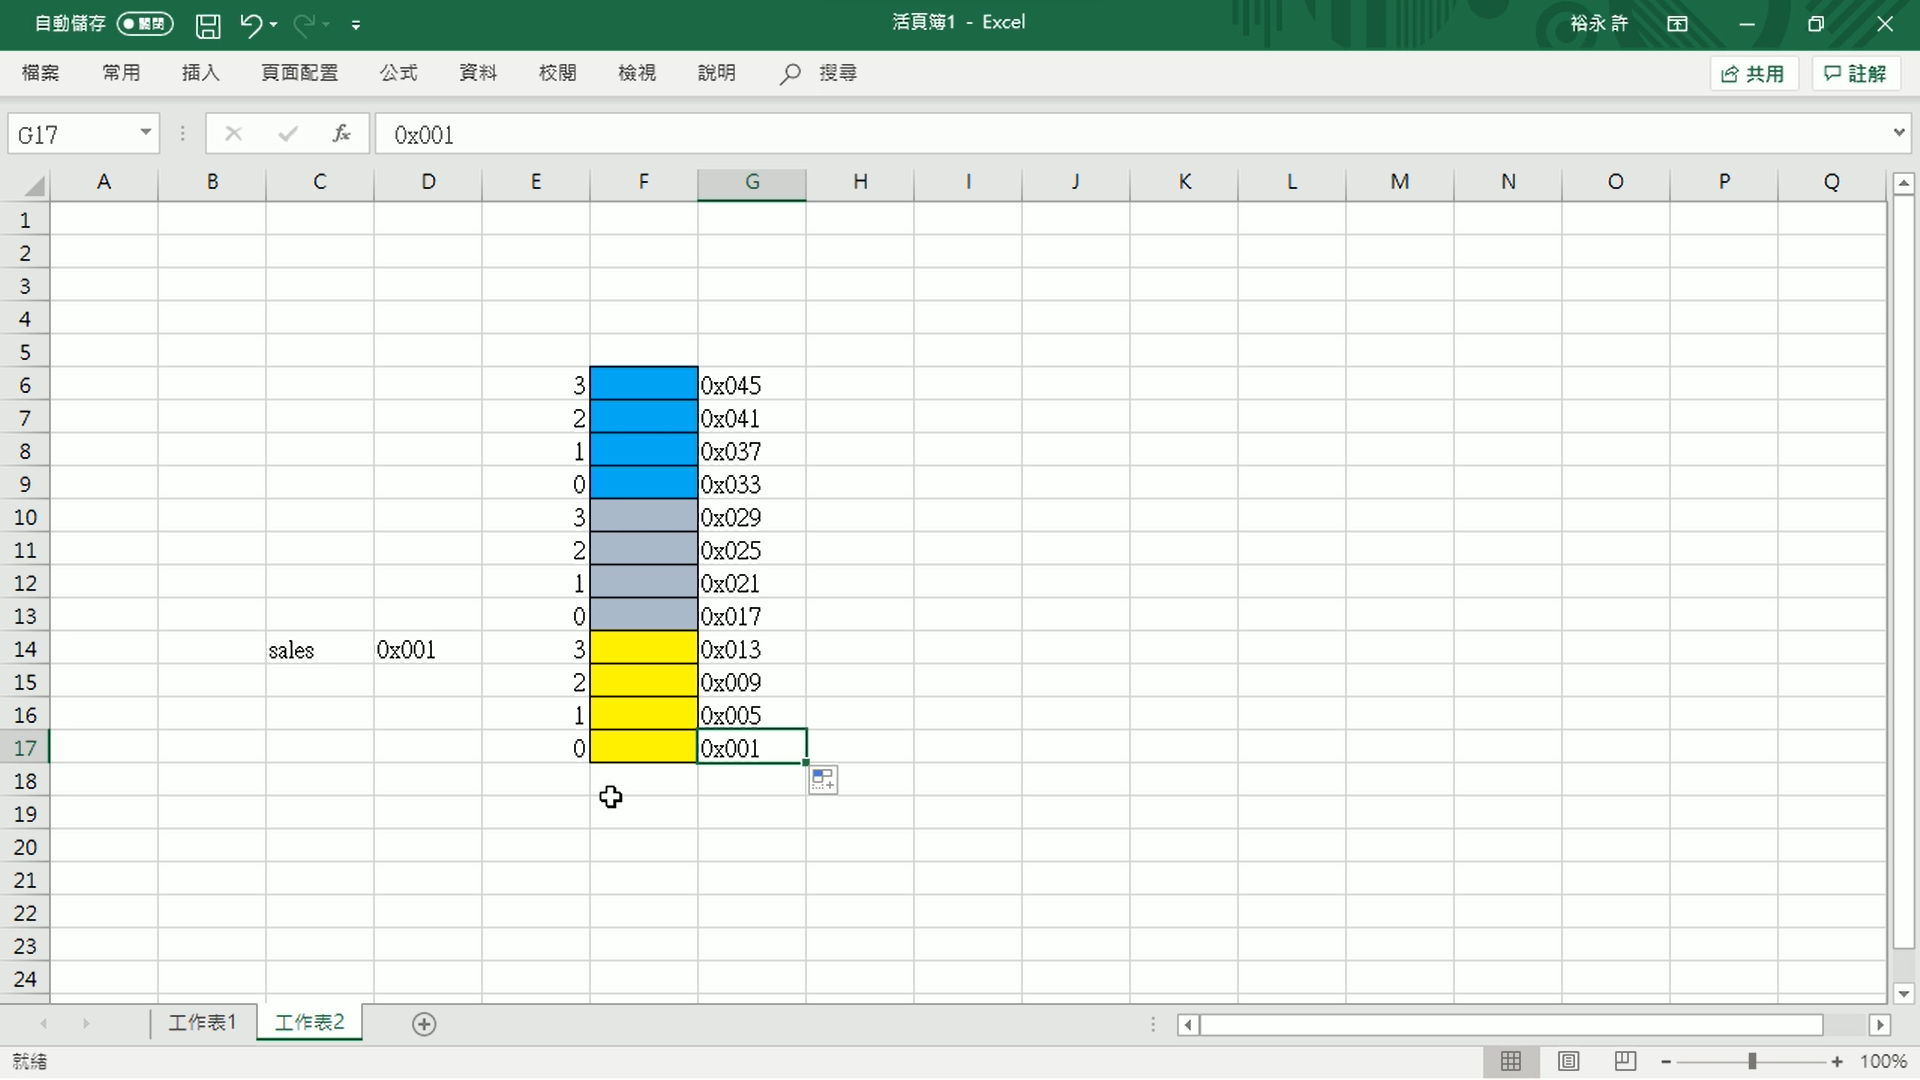 自動儲存 關閉 活頁簿1 - Excel 裕永 許
檔案 常用 插入 頁面配置 公式 資料 校閱 檢視 說明 搜尋 共用 註解
G17 fx 0x001
A B C D E F G H I J K L M N O P Q
1
2
3
4
5
6 3 0x045
7 2 0x041
8 1 0x037
9 0 0x033
10 3 0x029
11 2 0x025
12 1 0x021
13 0 0x017
14 sales 0x001 3 0x013
15 2 0x009
16 1 0x005
17 0 0x001
18
19
20
21
22
23
24
工作表1 工作表2
就緒 100%